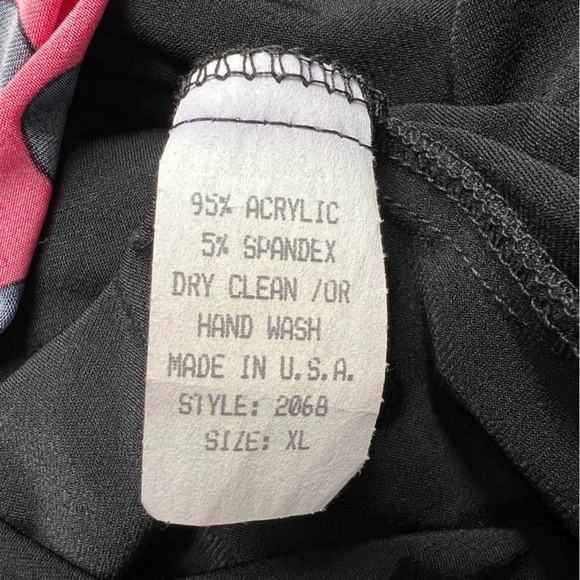 95% ACRYLIC
5% SPANDEX
DRY CLEAN /OR
HAND WASH
MADE IN U.S.A.
STYLE: 2068
SIZE: XL